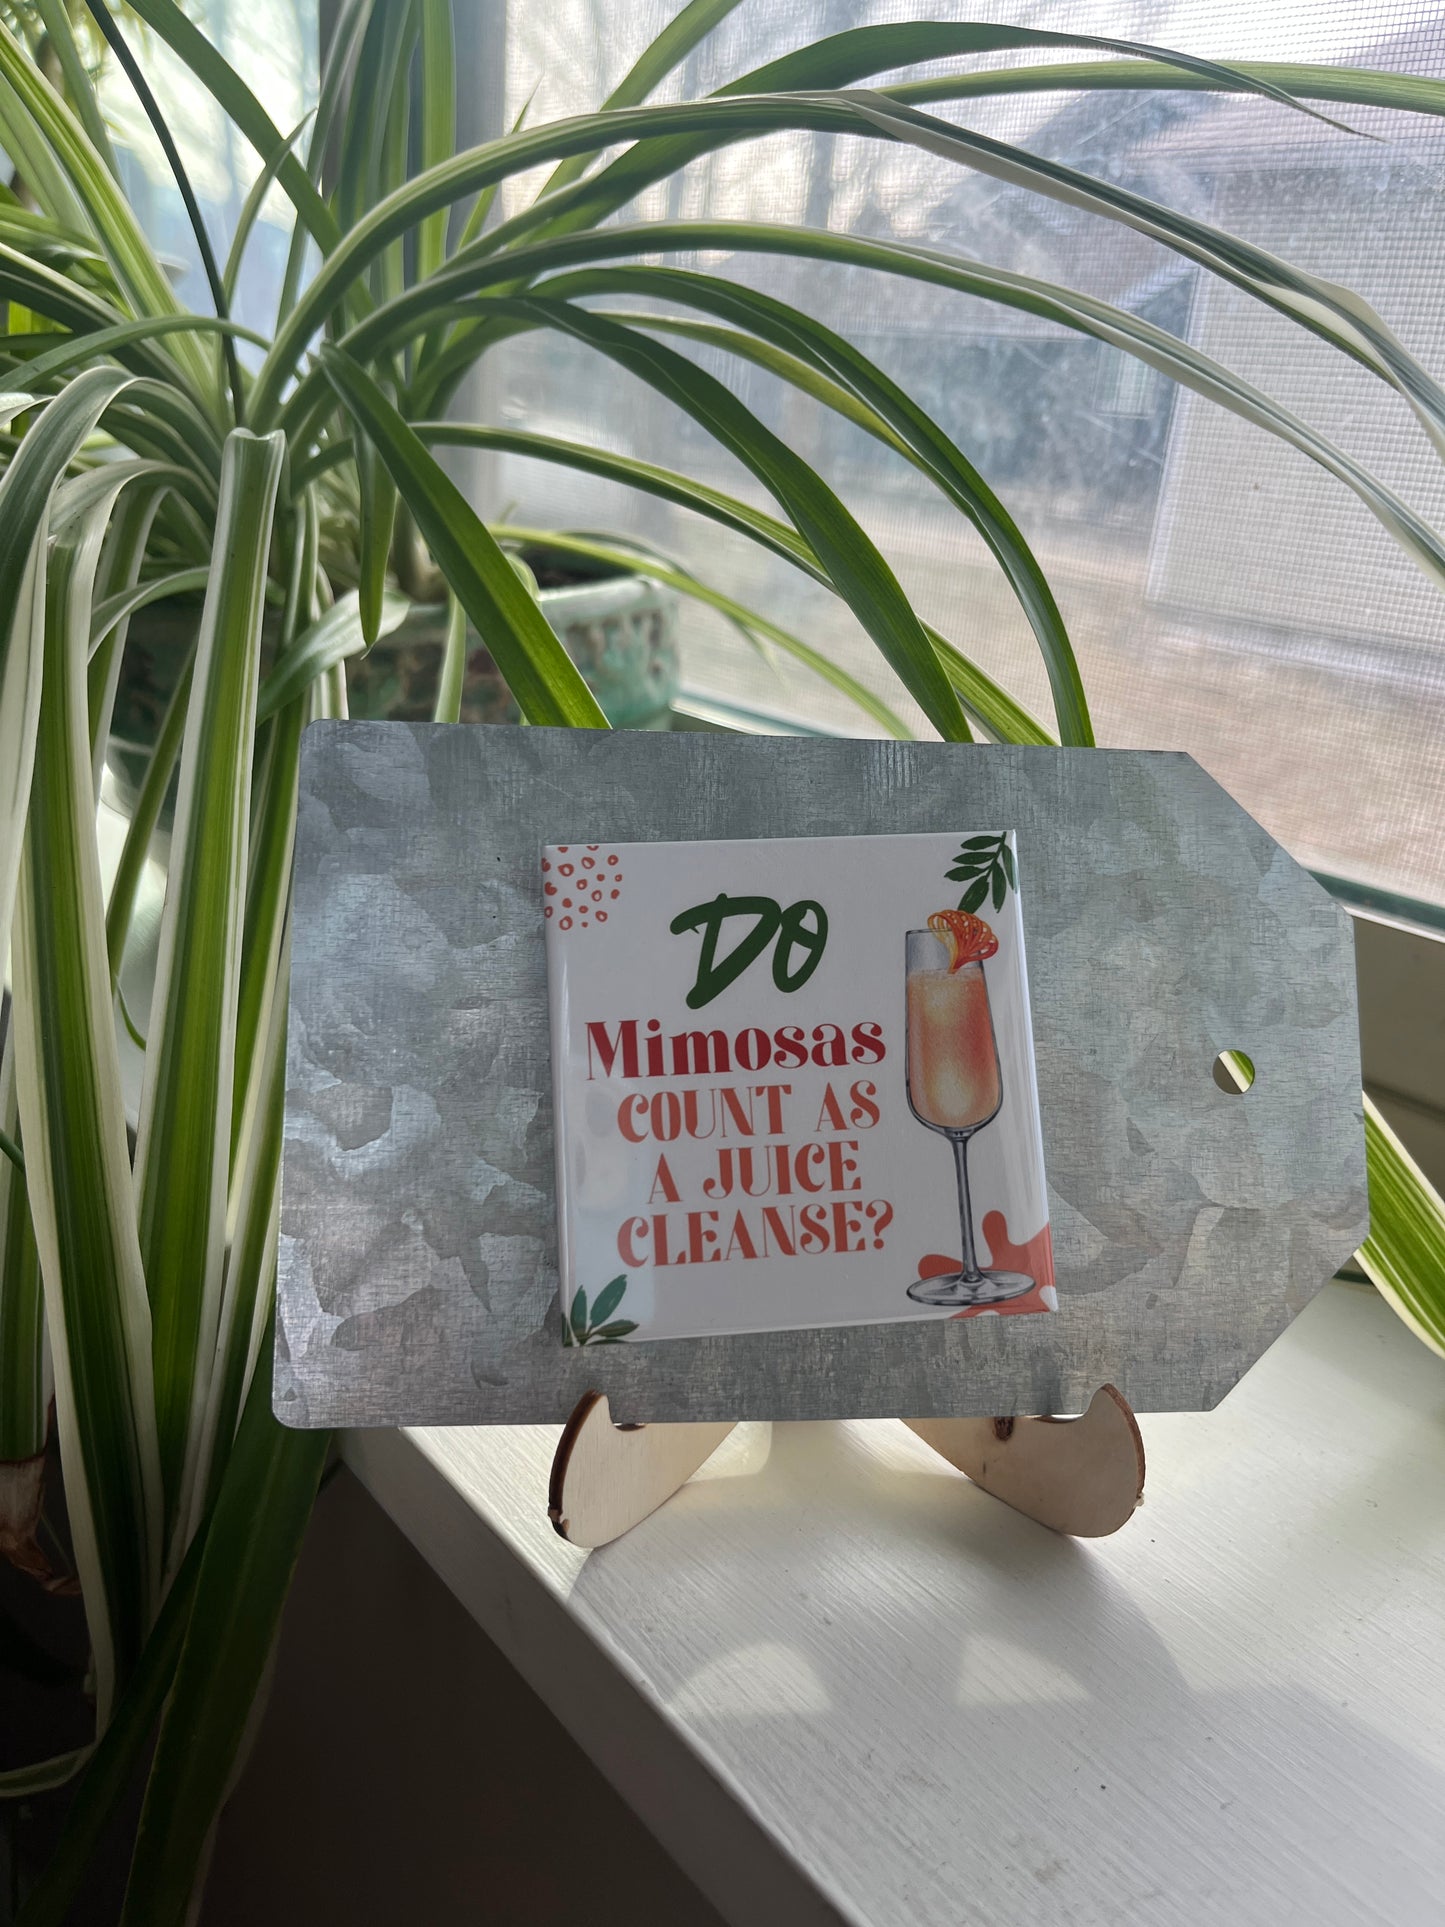 DO
Mimosas
COUNT AS
A JUICE
CLEANSE?